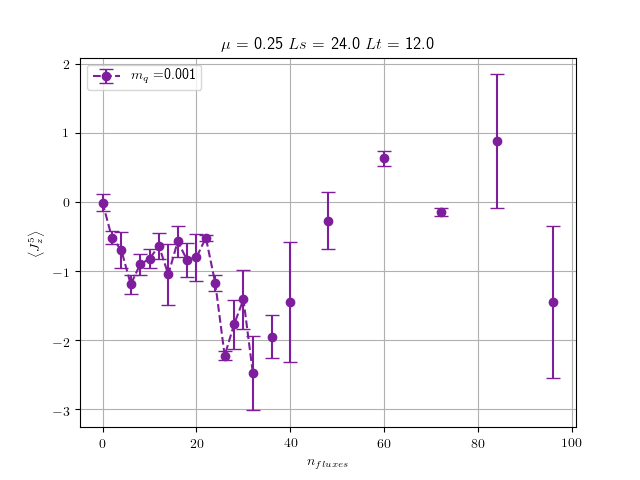 μ = 0.25 Ls = 24.0 Lt = 12.0
m_q =0.001
⟨J_z^5⟩
2
1
0
−1
−2
−3
0 20 40 60 80 100
n_fluxes